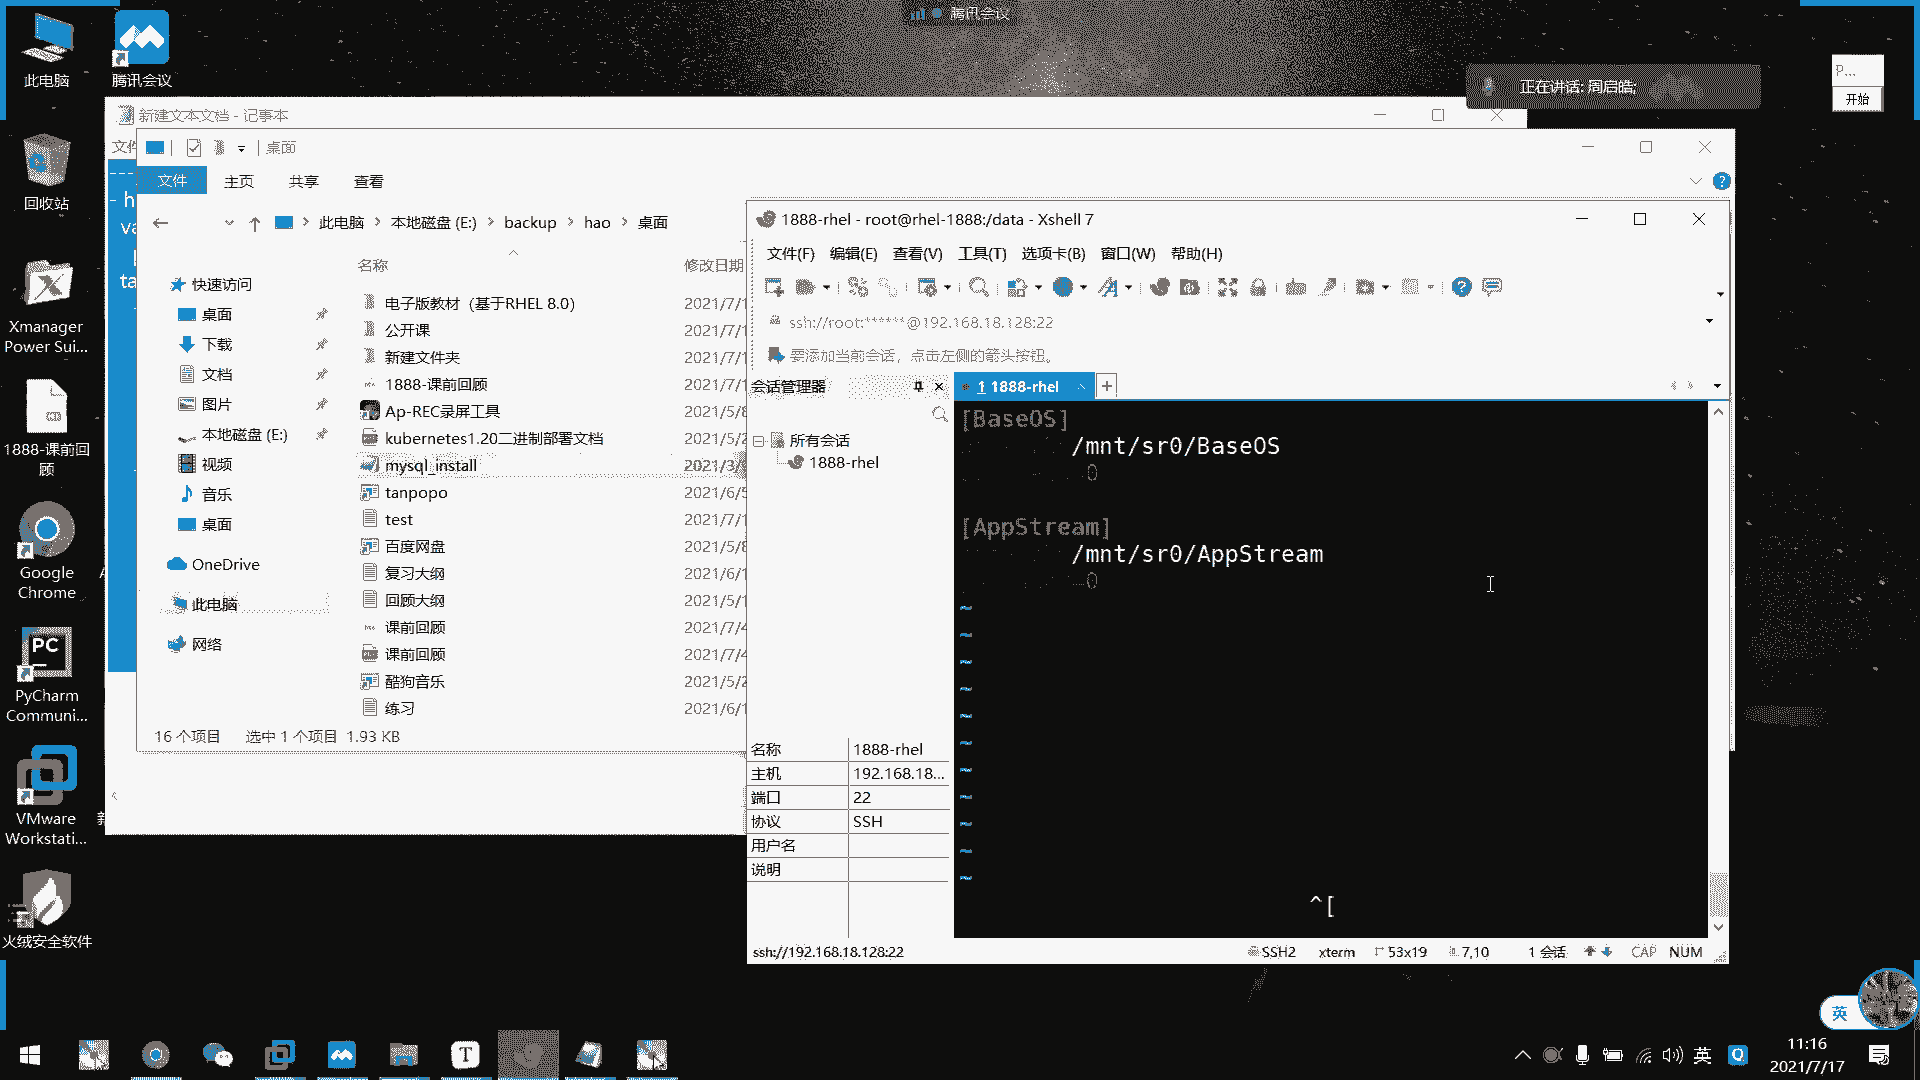 腾讯会议
此电脑
腾讯会议
回收站
Xmanager
Power Sui...
1888-课前回
顾
Google
Chrome
PyCharm
Communi...
VMware
Workstati...
火绒安全软件
正在讲话: 周启皓;
P...
开始
新建文本文档 - 记事本
文件
桌面
文件 主页 共享 查看
此电脑 本地磁盘 (E:) backup hao 桌面
名称 修改日期
快速访问
桌面
下载
文档
图片
本地磁盘 (E:)
视频
音乐
桌面
OneDrive
此电脑
网络
电子版教材（基于RHEL 8.0） 2021/7/1
公开课 2021/7/1
新建文件夹 2021/7/1
1888-课前回顾 2021/7/1
Ap-REC录屏工具 2021/5/8
kubernetes1.20二进制部署文档 2021/5/2
mysql_install 2021/3/9
tanpopo 2021/6/5
test 2021/7/1
百度网盘 2021/5/8
复习大纲 2021/6/1
回顾大纲 2021/5/1
课前回顾 2021/7/4
课前回顾 2021/7/4
酷狗音乐 2021/5/2
练习 2021/6/1
16 个项目 选中 1 个项目 1.93 KB
1888-rhel - root@rhel-1888:/data - Xshell 7
文件(F) 编辑(E) 查看(V) 工具(T) 选项卡(B) 窗口(W) 帮助(H)
ssh://root:******@192.168.18.128:22
要添加当前会话，点击左侧的箭头按钮。
会话管理器
所有会话
1888-rhel
名称 1888-rhel
主机 192.168.18...
端口 22
协议 SSH
用户名
说明
1 1888-rhel
[BaseOS]
/mnt/sr0/BaseOS
0
[AppStream]
/mnt/sr0/AppStream
0
~
~
~
~
~
~
~
~
~
~
~
^[
ssh://192.168.18.128:22 SSH2 xterm 53x19 7,10 1 会话 CAP NUM
英
英
11:16
2021/7/17